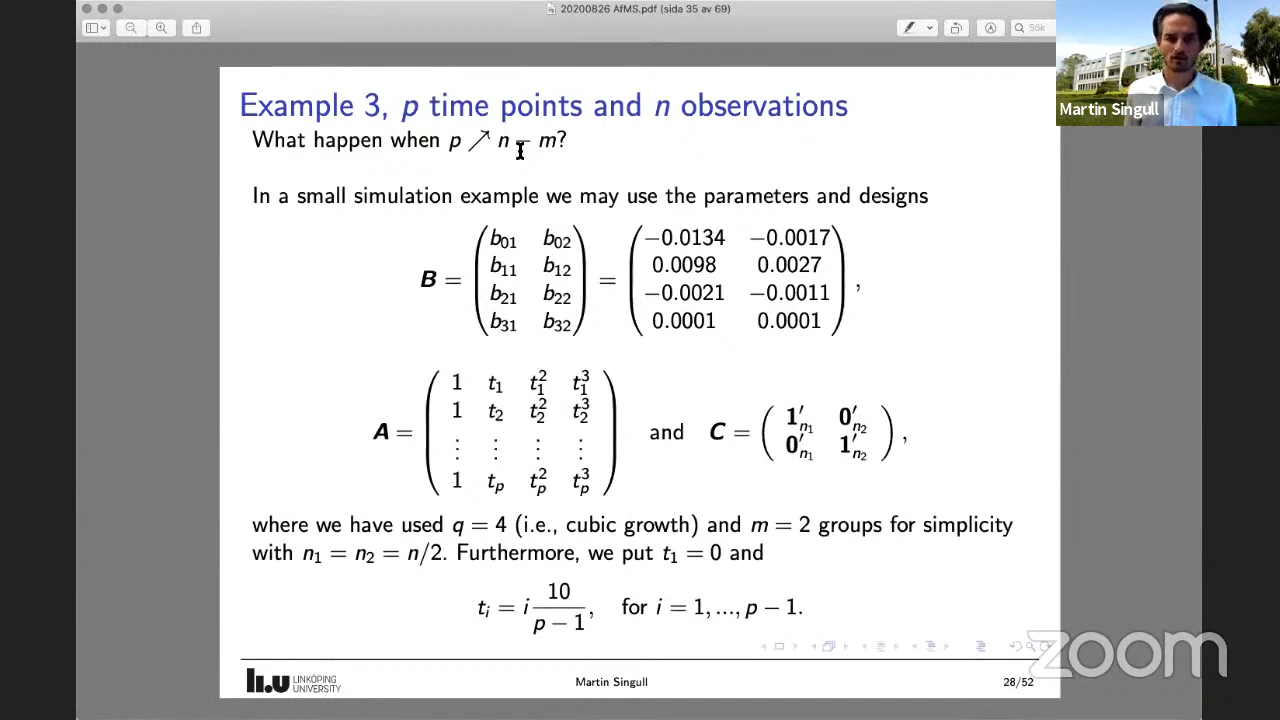 20200826 AfMS.pdf (sida 35 av 69)
Sök
Martin Singull
Example 3, p time points and n observations
What happen when p ↗ n − m?
In a small simulation example we may use the parameters and designs
B = (b₀₁ b₀₂; b₁₁ b₁₂; b₂₁ b₂₂; b₃₁ b₃₂) = (−0.0134 −0.0017; 0.0098 0.0027; −0.0021 −0.0011; 0.0001 0.0001),
A = (1 t₁ t₁² t₁³; 1 t₂ t₂² t₂³; ⋮ ⋮ ⋮ ⋮; 1 tₚ tₚ² tₚ³) and C = (1′ₙ₁ 0′ₙ₂; 0′ₙ₁ 1′ₙ₂),
where we have used q = 4 (i.e., cubic growth) and m = 2 groups for simplicity
with n₁ = n₂ = n/2. Furthermore, we put t₁ = 0 and
tᵢ = i 10/(p − 1), for i = 1, ..., p − 1.
zoom
LiU LINKÖPING
UNIVERSITY
Martin Singull
28/52